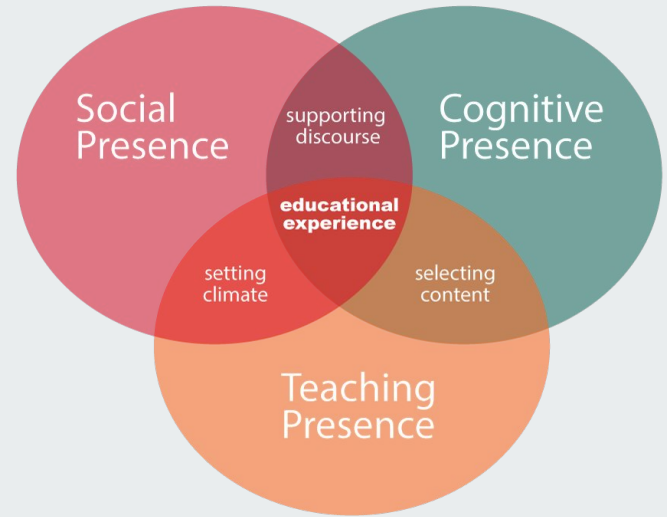 Social
Presence
supporting
discourse
Cognitive
Presence
educational
experience
setting
climate
selecting
content
Teaching
Presence